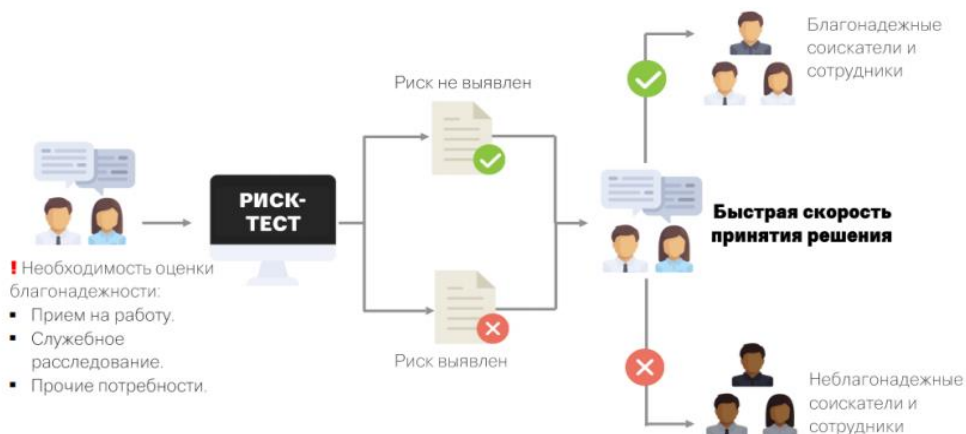 Благонадежные
соискатели и
сотрудники
Риск не выявлен
РИСК-
ТЕСТ
Быстрая скорость
принятия решения
! Необходимость оценки
благонадежности:
▪ Прием на работу.
▪ Служебное
расследование.
▪ Прочие потребности.
Риск выявлен
Неблагонадежные
соискатели и
сотрудники